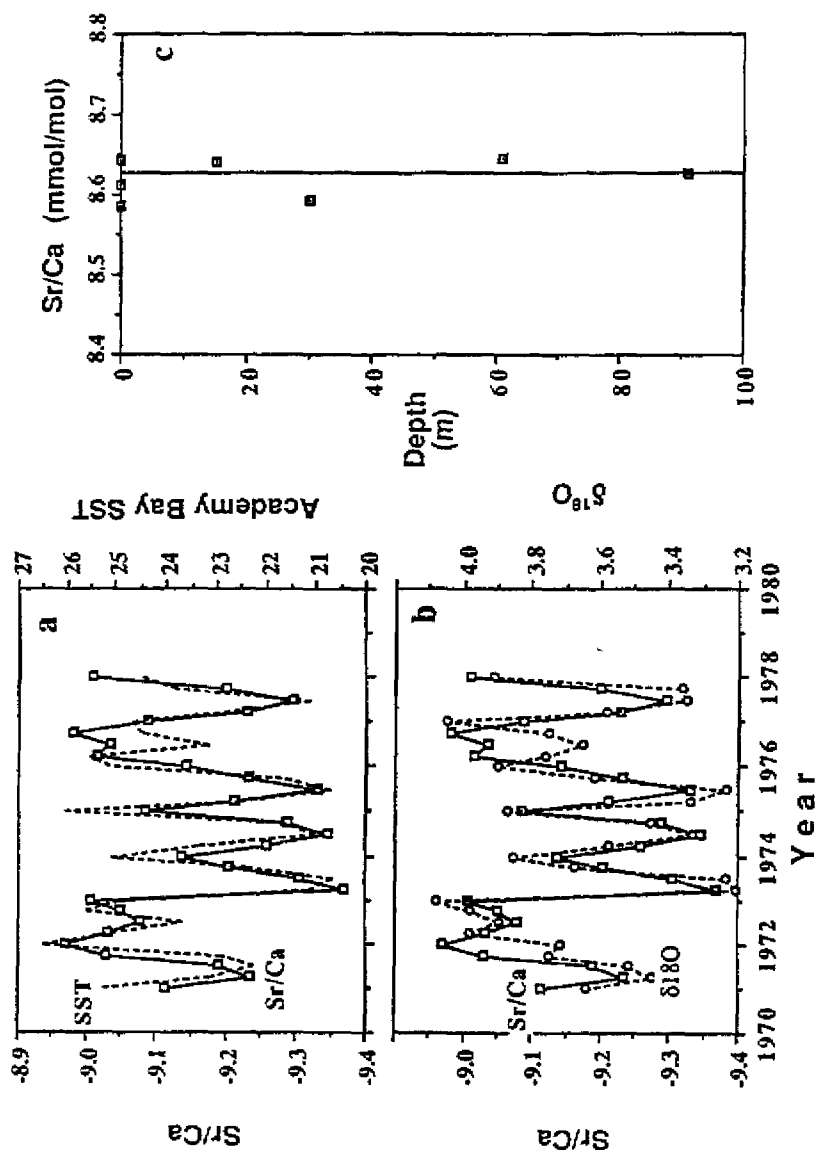 a
Sr/Ca
-8.9
-9.0
-9.1
-9.2
-9.3
-9.4
SST
Sr/Ca
27
26
25
24
23
22
21
20
Academy Bay SST
b
Sr/Ca
-9.0
-9.1
-9.2
-9.3
-9.4
Sr/Ca
δ18O
4.0
3.8
3.6
3.4
3.2
δ¹⁸O
1970
1972
1974
1976
1978
1980
Year
Sr/Ca (mmol/mol)
8.4
8.5
8.6
8.7
8.8
c
0
20
40
60
80
100
Depth
(m)